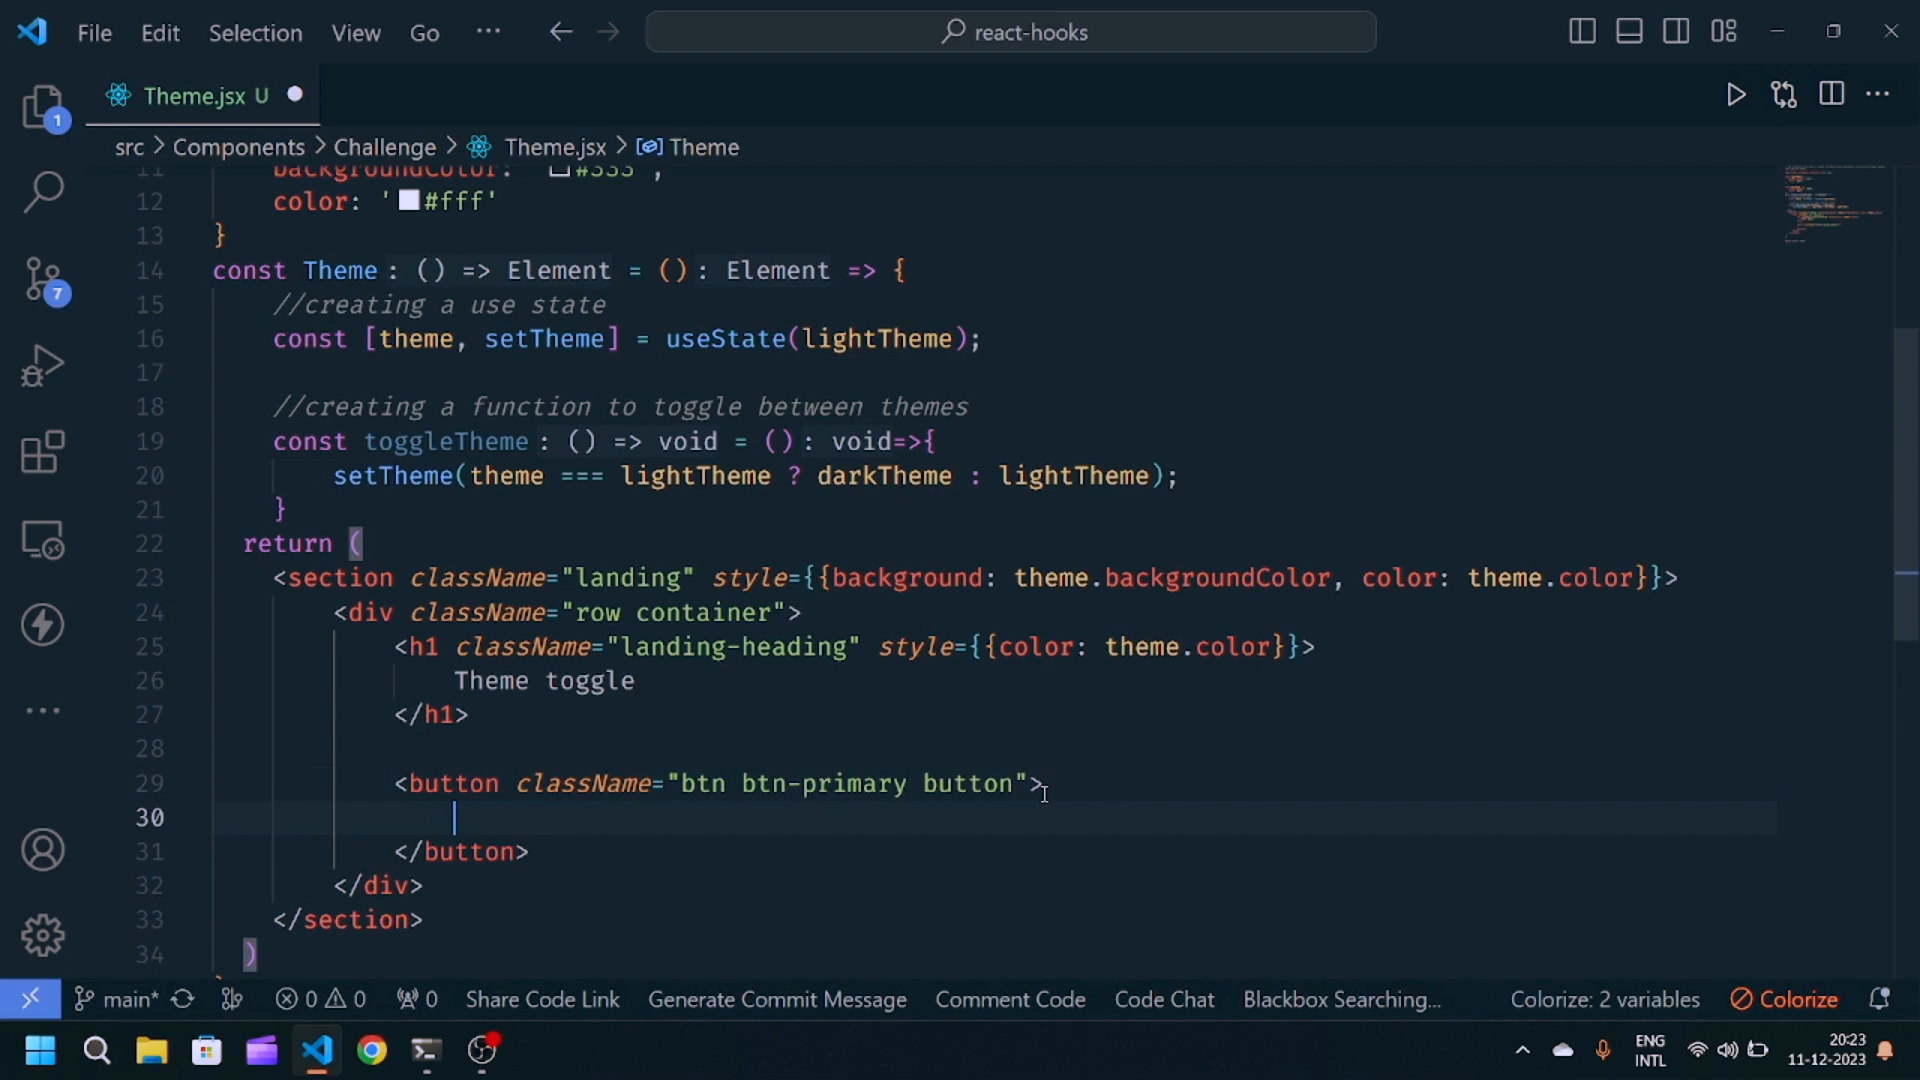 File Edit Selection View Go ··· react-hooks
Theme.jsx U
src > Components > Challenge > Theme.jsx > Theme
11 backgroundColor: '#333',
12 color: '#fff'
13 }
14 const Theme: () => Element = (): Element => {
15 //creating a use state
16 const [theme, setTheme] = useState(lightTheme);
17
18 //creating a function to toggle between themes
19 const toggleTheme: () => void = (): void=>{
20 setTheme(theme === lightTheme ? darkTheme : lightTheme);
21 }
22 return (
23 <section className="landing" style={{background: theme.backgroundColor, color: theme.color}}>
24 <div className="row container">
25 <h1 className="landing-heading" style={{color: theme.color}}>
26 Theme toggle
27 </h1>
28
29 <button className="btn btn-primary button">
30
31 </button>
32 </div>
33 </section>
34 )
1
7
main* 0 0 0 Share Code Link Generate Commit Message Comment Code Code Chat Blackbox Searching... Colorize: 2 variables Colorize
ENG
INTL
20:23
11-12-2023